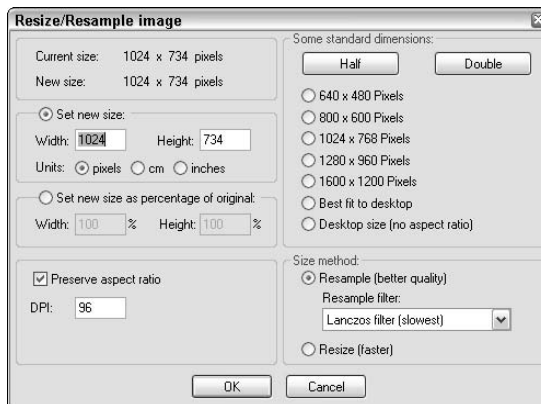 Resize/Resample image
Current size: 1024 x 734 pixels
New size: 1024 x 734 pixels
Set new size:
Width: 1024 Height: 734
Units: pixels cm inches
Set new size as percentage of original:
Width: 100 % Height: 100 %
Preserve aspect ratio
DPI: 96
Some standard dimensions:
Half Double
640 x 480 Pixels
800 x 600 Pixels
1024 x 768 Pixels
1280 x 960 Pixels
1600 x 1200 Pixels
Best fit to desktop
Desktop size (no aspect ratio)
Size method:
Resample (better quality)
Resample filter:
Lanczos filter (slowest)
Resize (faster)
OK Cancel